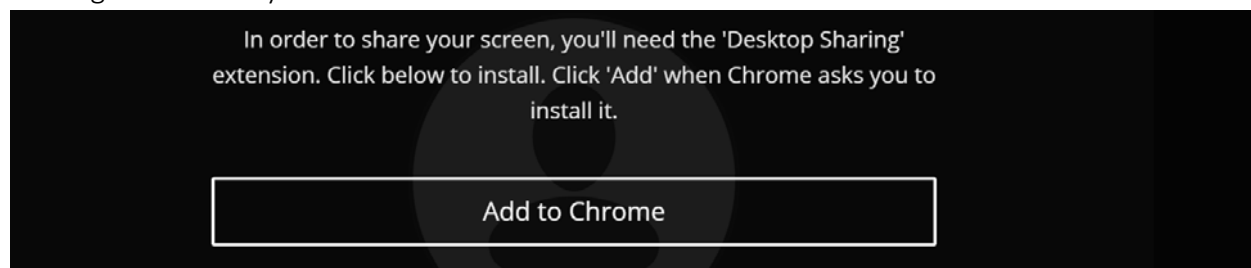 In order to share your screen, you'll need the 'Desktop Sharing'
extension. Click below to install. Click 'Add' when Chrome asks you to
install it.
Add to Chrome